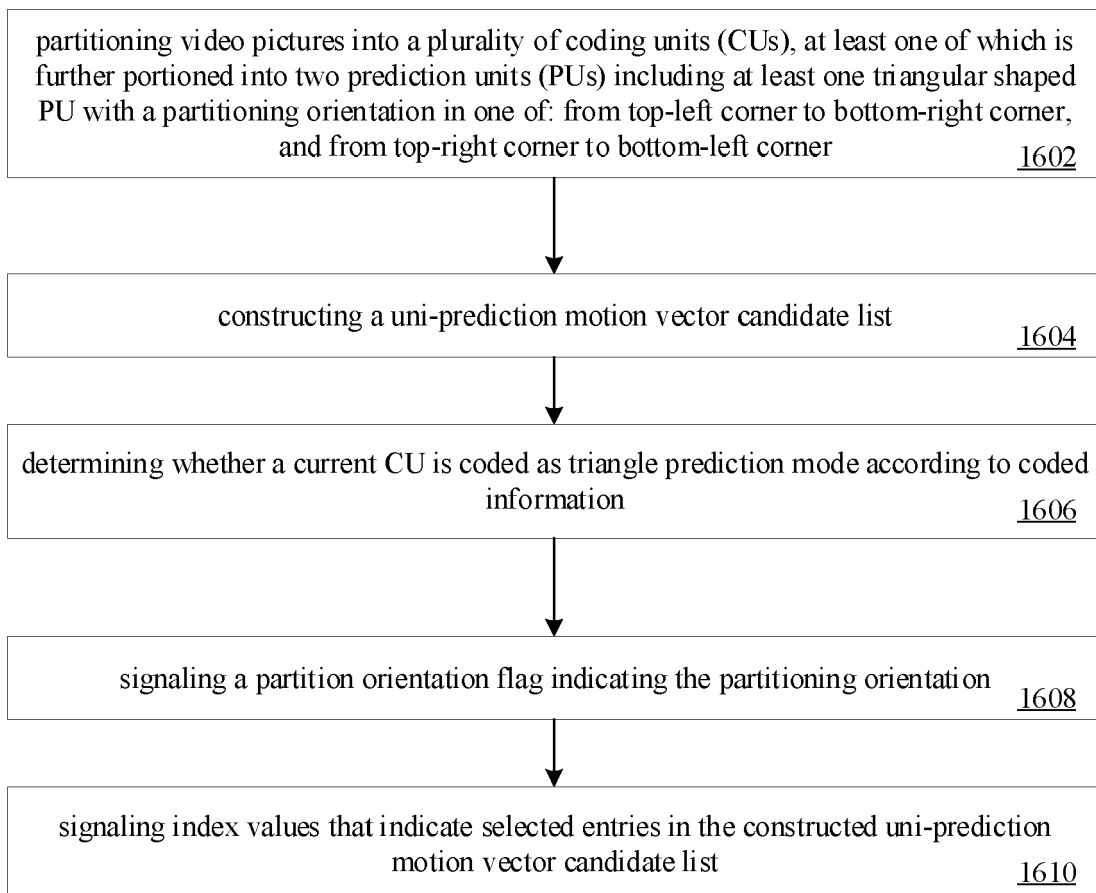 partitioning video pictures into a plurality of coding units (CUs), at least one of which is
further portioned into two prediction units (PUs) including at least one triangular shaped
PU with a partitioning orientation in one of: from top-left corner to bottom-right corner,
and from top-right corner to bottom-left corner
1602
constructing a uni-prediction motion vector candidate list
1604
determining whether a current CU is coded as triangle prediction mode according to coded
information
1606
signaling a partition orientation flag indicating the partitioning orientation
1608
signaling index values that indicate selected entries in the constructed uni-prediction
motion vector candidate list
1610